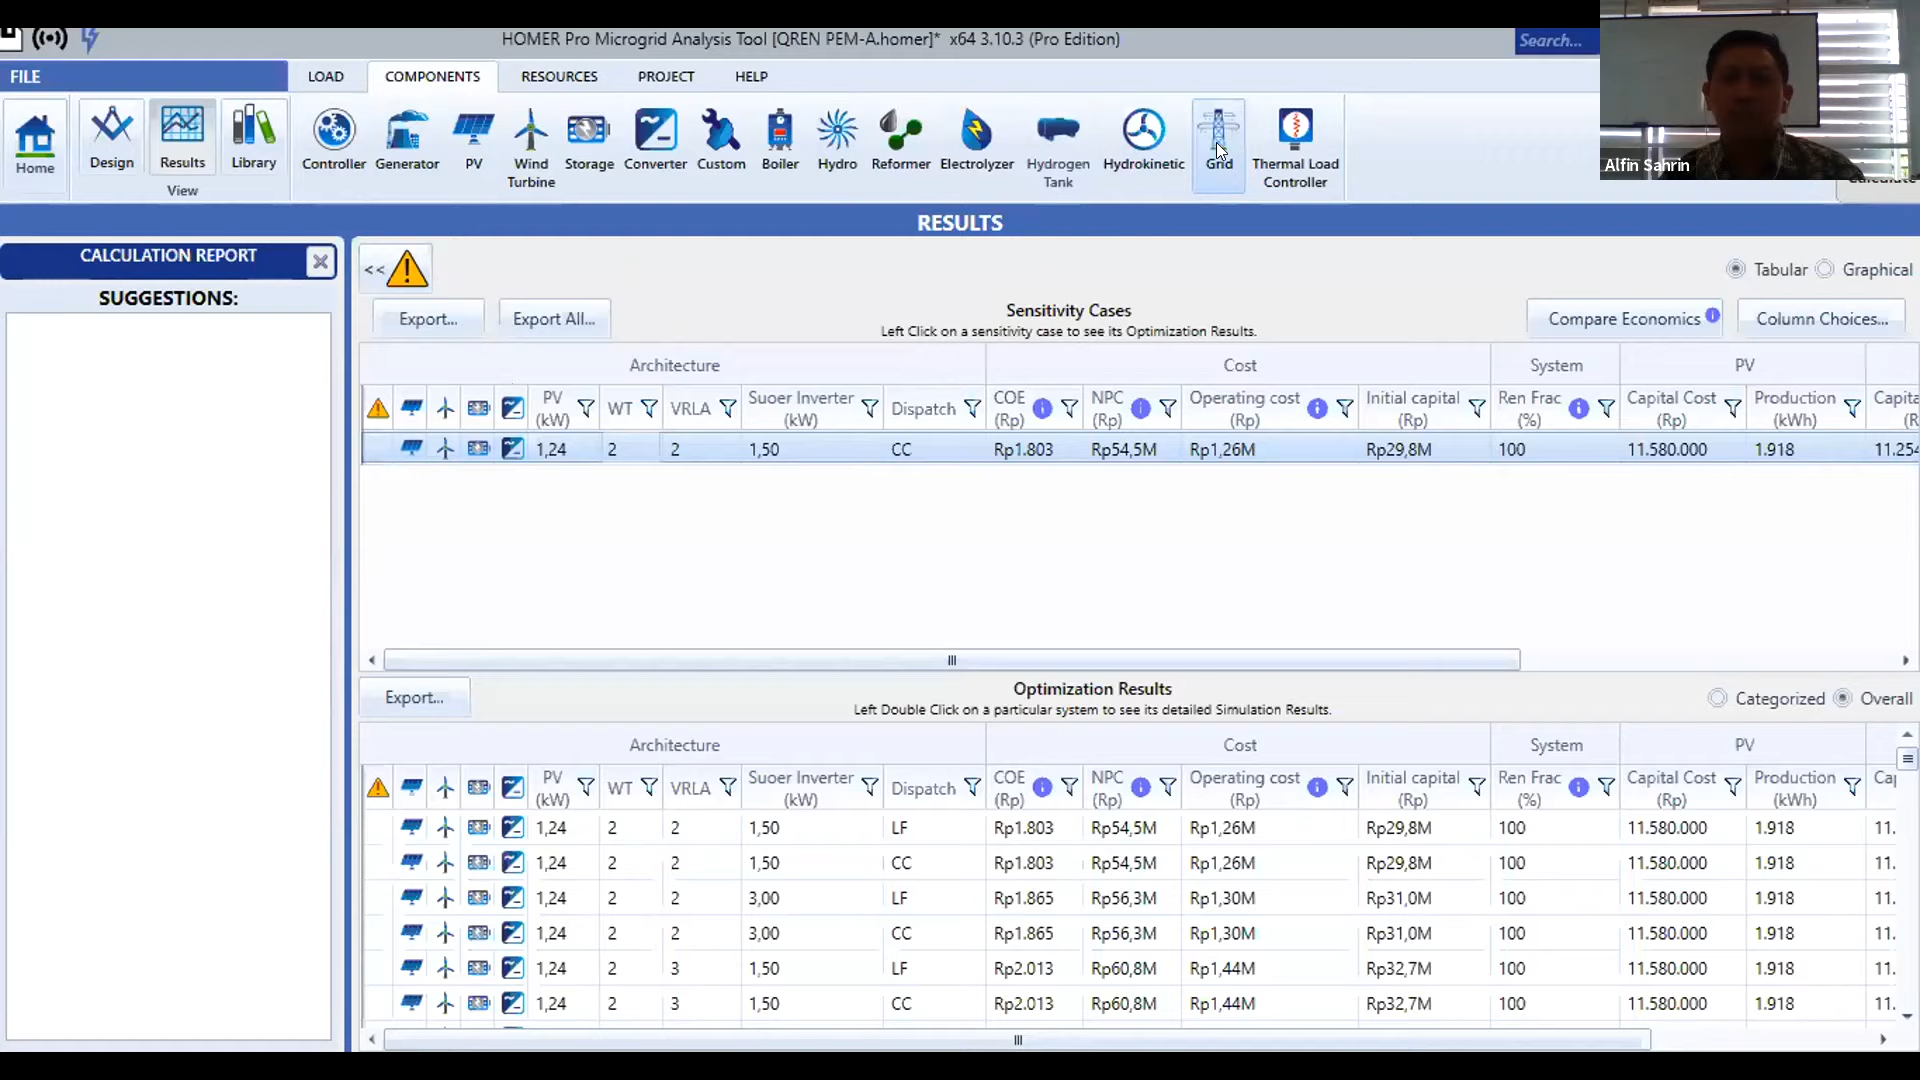 HOMER Pro Microgrid Analysis Tool [QREN PEM-A.homer]* x64 3.10.3 (Pro Edition)
Search...
FILE
LOAD
COMPONENTS
RESOURCES
PROJECT
HELP
Home
Design
Results
Library
View
Controller
Generator
PV
Wind
Turbine
Storage
Converter
Custom
Boiler
Hydro
Reformer
Electrolyzer
Hydrogen
Tank
Hydrokinetic
Grid
Thermal Load
Controller
Alfin Sahrin
RESULTS
CALCULATION REPORT
SUGGESTIONS:
<<
Tabular
Graphical
Export...
Export All...
Sensitivity Cases
Left Click on a sensitivity case to see its Optimization Results.
Compare Economics
Column Choices...
Architecture Cost System PV
PV (kW) WT VRLA Suoer Inverter (kW) Dispatch COE (Rp) NPC (Rp) Operating cost (Rp) Initial capital (Rp) Ren Frac (%) Capital Cost (Rp) Production (kWh)
1,24 2 2 1,50 CC Rp1.803 Rp54,5M Rp1,26M Rp29,8M 100 11.580.000 1.918 11.254
Export...
Optimization Results
Left Double Click on a particular system to see its detailed Simulation Results.
Categorized
Overall
Architecture Cost System PV
PV (kW) WT VRLA Suoer Inverter (kW) Dispatch COE (Rp) NPC (Rp) Operating cost (Rp) Initial capital (Rp) Ren Frac (%) Capital Cost (Rp) Production (kWh)
1,24 2 2 1,50 LF Rp1.803 Rp54,5M Rp1,26M Rp29,8M 100 11.580.000 1.918 11.
1,24 2 2 1,50 CC Rp1.803 Rp54,5M Rp1,26M Rp29,8M 100 11.580.000 1.918 11.
1,24 2 2 3,00 LF Rp1.865 Rp56,3M Rp1,30M Rp31,0M 100 11.580.000 1.918 11.
1,24 2 2 3,00 CC Rp1.865 Rp56,3M Rp1,30M Rp31,0M 100 11.580.000 1.918 11.
1,24 2 3 1,50 LF Rp2.013 Rp60,8M Rp1,44M Rp32,7M 100 11.580.000 1.918 11.
1,24 2 3 1,50 CC Rp2.013 Rp60,8M Rp1,44M Rp32,7M 100 11.580.000 1.918 11.